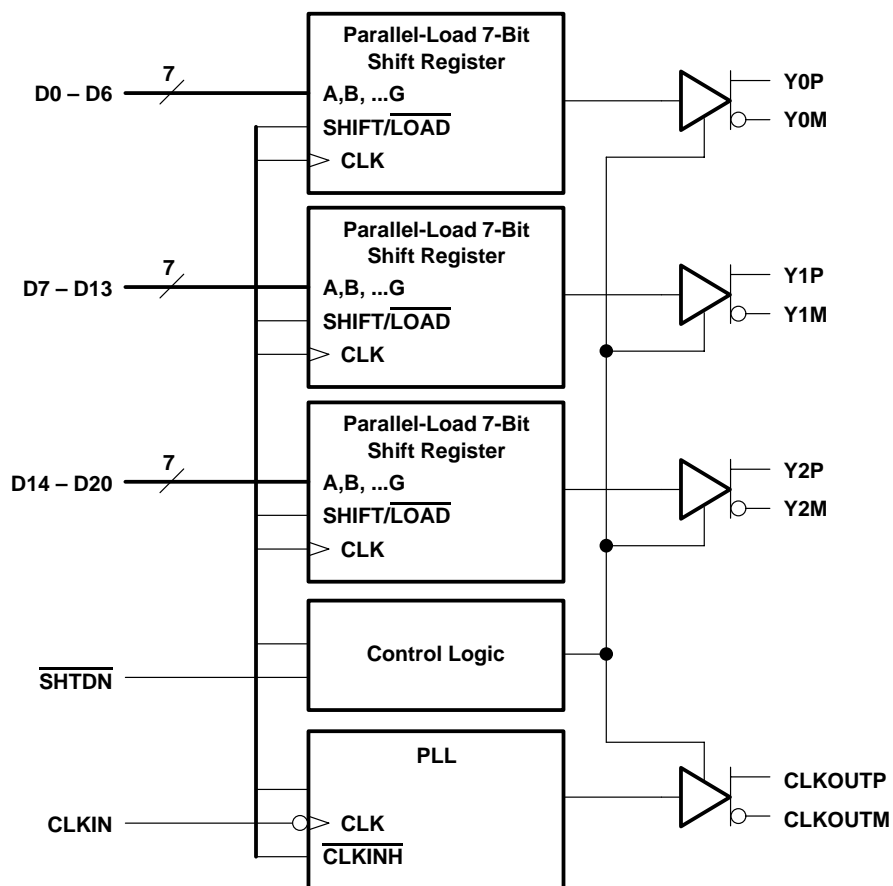 Parallel-Load 7-Bit
Shift Register
7
D0 – D6
A,B, ...G
SHIFT/LOAD
CLK
Y0P
Y0M
Parallel-Load 7-Bit
Shift Register
7
D7 – D13
A,B, ...G
SHIFT/LOAD
CLK
Y1P
Y1M
Parallel-Load 7-Bit
Shift Register
7
D14 – D20
A,B, ...G
SHIFT/LOAD
CLK
Y2P
Y2M
Control Logic
SHTDN
PLL
CLKIN
CLK
CLKINH
CLKOUTP
CLKOUTM